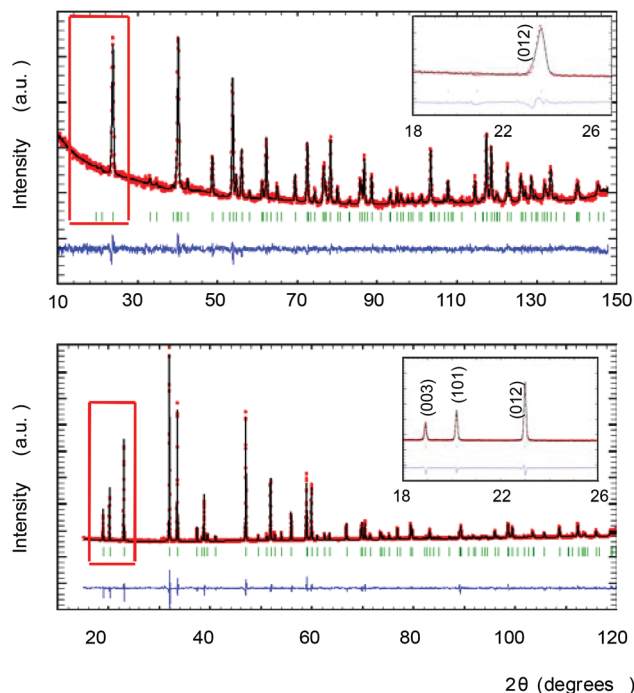 Intensity (a.u.)
(012)
18 22 26
10 30 50 70 90 110 130 150
Intensity (a.u.)
(003) (101) (012)
18 22 26
20 40 60 80 100 120
2θ (degrees )